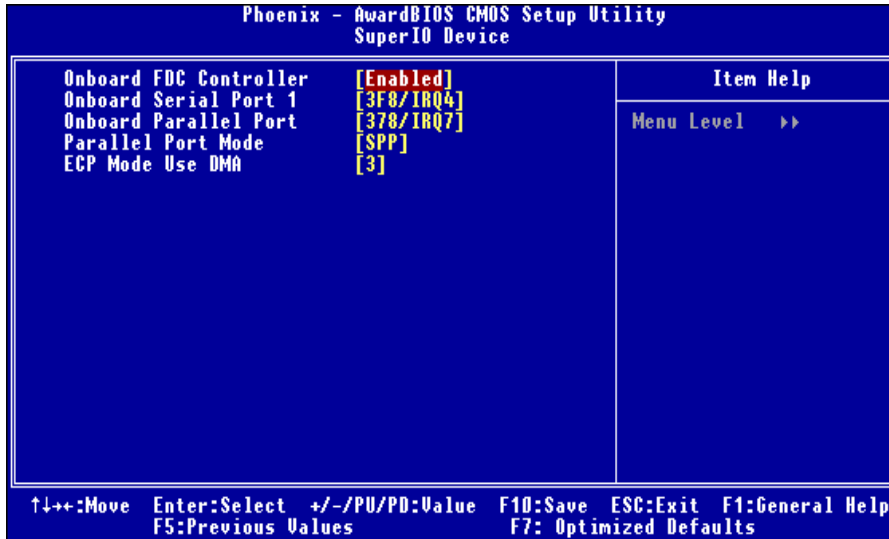 Phoenix - AwardBIOS CMOS Setup Utility
SuperIO Device
Onboard FDC Controller [Enabled]
Onboard Serial Port 1 [3F8/IRQ4]
Onboard Parallel Port [378/IRQ7]
Parallel Port Mode [SPP]
ECP Mode Use DMA [3]
Item Help
Menu Level ►►
↑↓→←:Move Enter:Select +/-/PU/PD:Value F10:Save ESC:Exit F1:General Help
F5:Previous Values F7: Optimized Defaults